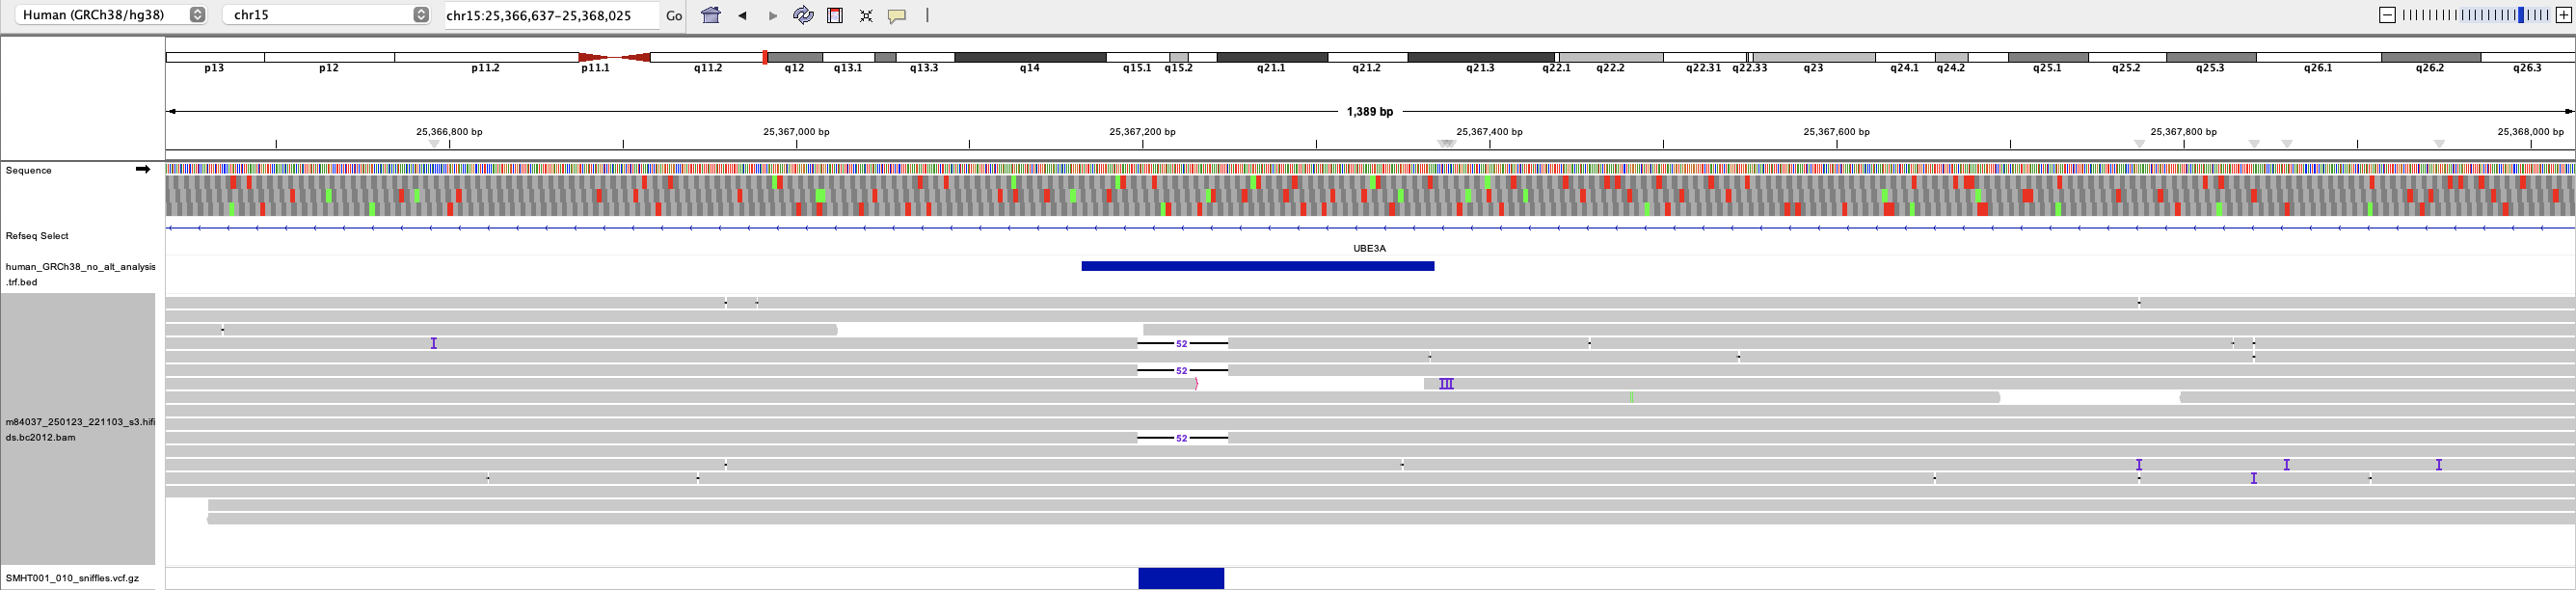 Human (GRCh38/hg38) chr15 chr15:25,366,637-25,368,025 Go
p13 p12 p11.2 p11.1 q11.2 q12 q13.1 q13.3 q14 q15.1 q15.2 q21.1 q21.2 q21.3 q22.1 q22.2 q22.31 q22.33 q23 q24.1 q24.2 q25.1 q25.2 q25.3 q26.1 q26.2 q26.3
1,389 bp
25,366,800 bp 25,367,000 bp 25,367,200 bp 25,367,400 bp 25,367,600 bp 25,367,800 bp 25,368,000 bp
Sequence
Refseq Select
UBE3A
human_GRCh38_no_alt_analysis
.trf.bed
52
52
m84037_250123_221103_s3.hifi
ds.bc2012.bam
52
SMHT001_010_sniffles.vcf.gz